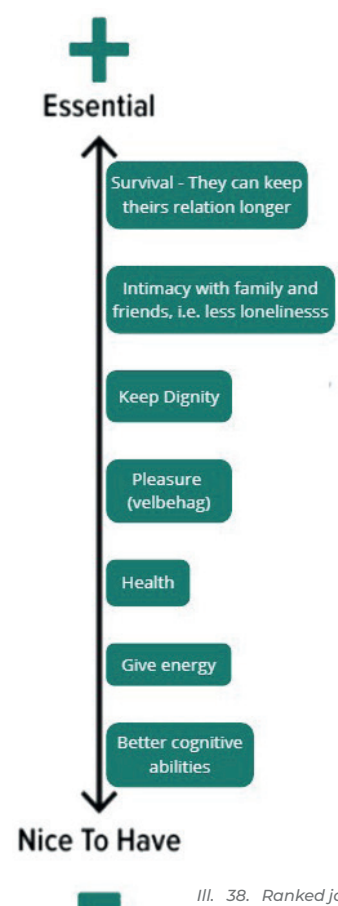 Essential
Survival - They can keep
theirs relation longer
Intimacy with family and
friends, i.e. less lonelinesss
Keep Dignity
Pleasure
(velbehag)
Health
Give energy
Better cognitive
abilities
Nice To Have
Ill. 38. Ranked